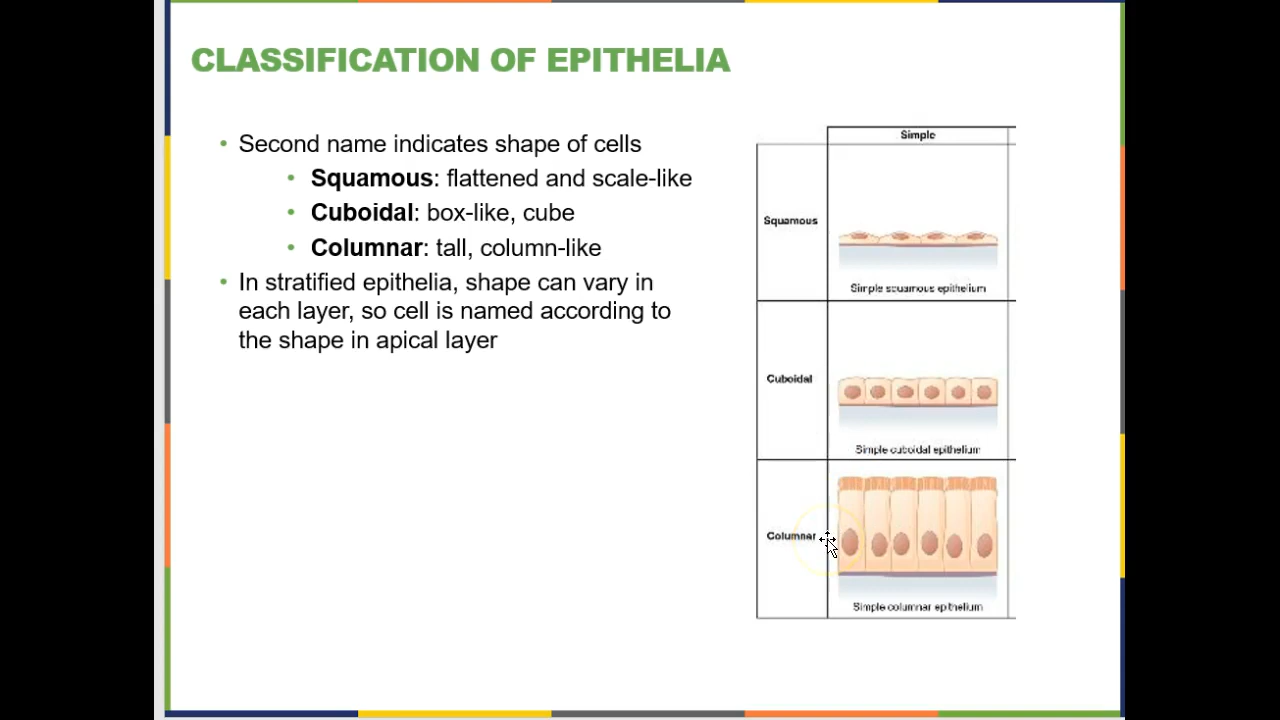 CLASSIFICATION OF EPITHELIA
• Second name indicates shape of cells
• Squamous: flattened and scale-like
• Cuboidal: box-like, cube
• Columnar: tall, column-like
• In stratified epithelia, shape can vary in
each layer, so cell is named according to
the shape in apical layer
Simple
Squamous
Simple squamous epithelium
Cuboidal
Simple cuboidal epithelium
Columnar
Simple columnar epithelium